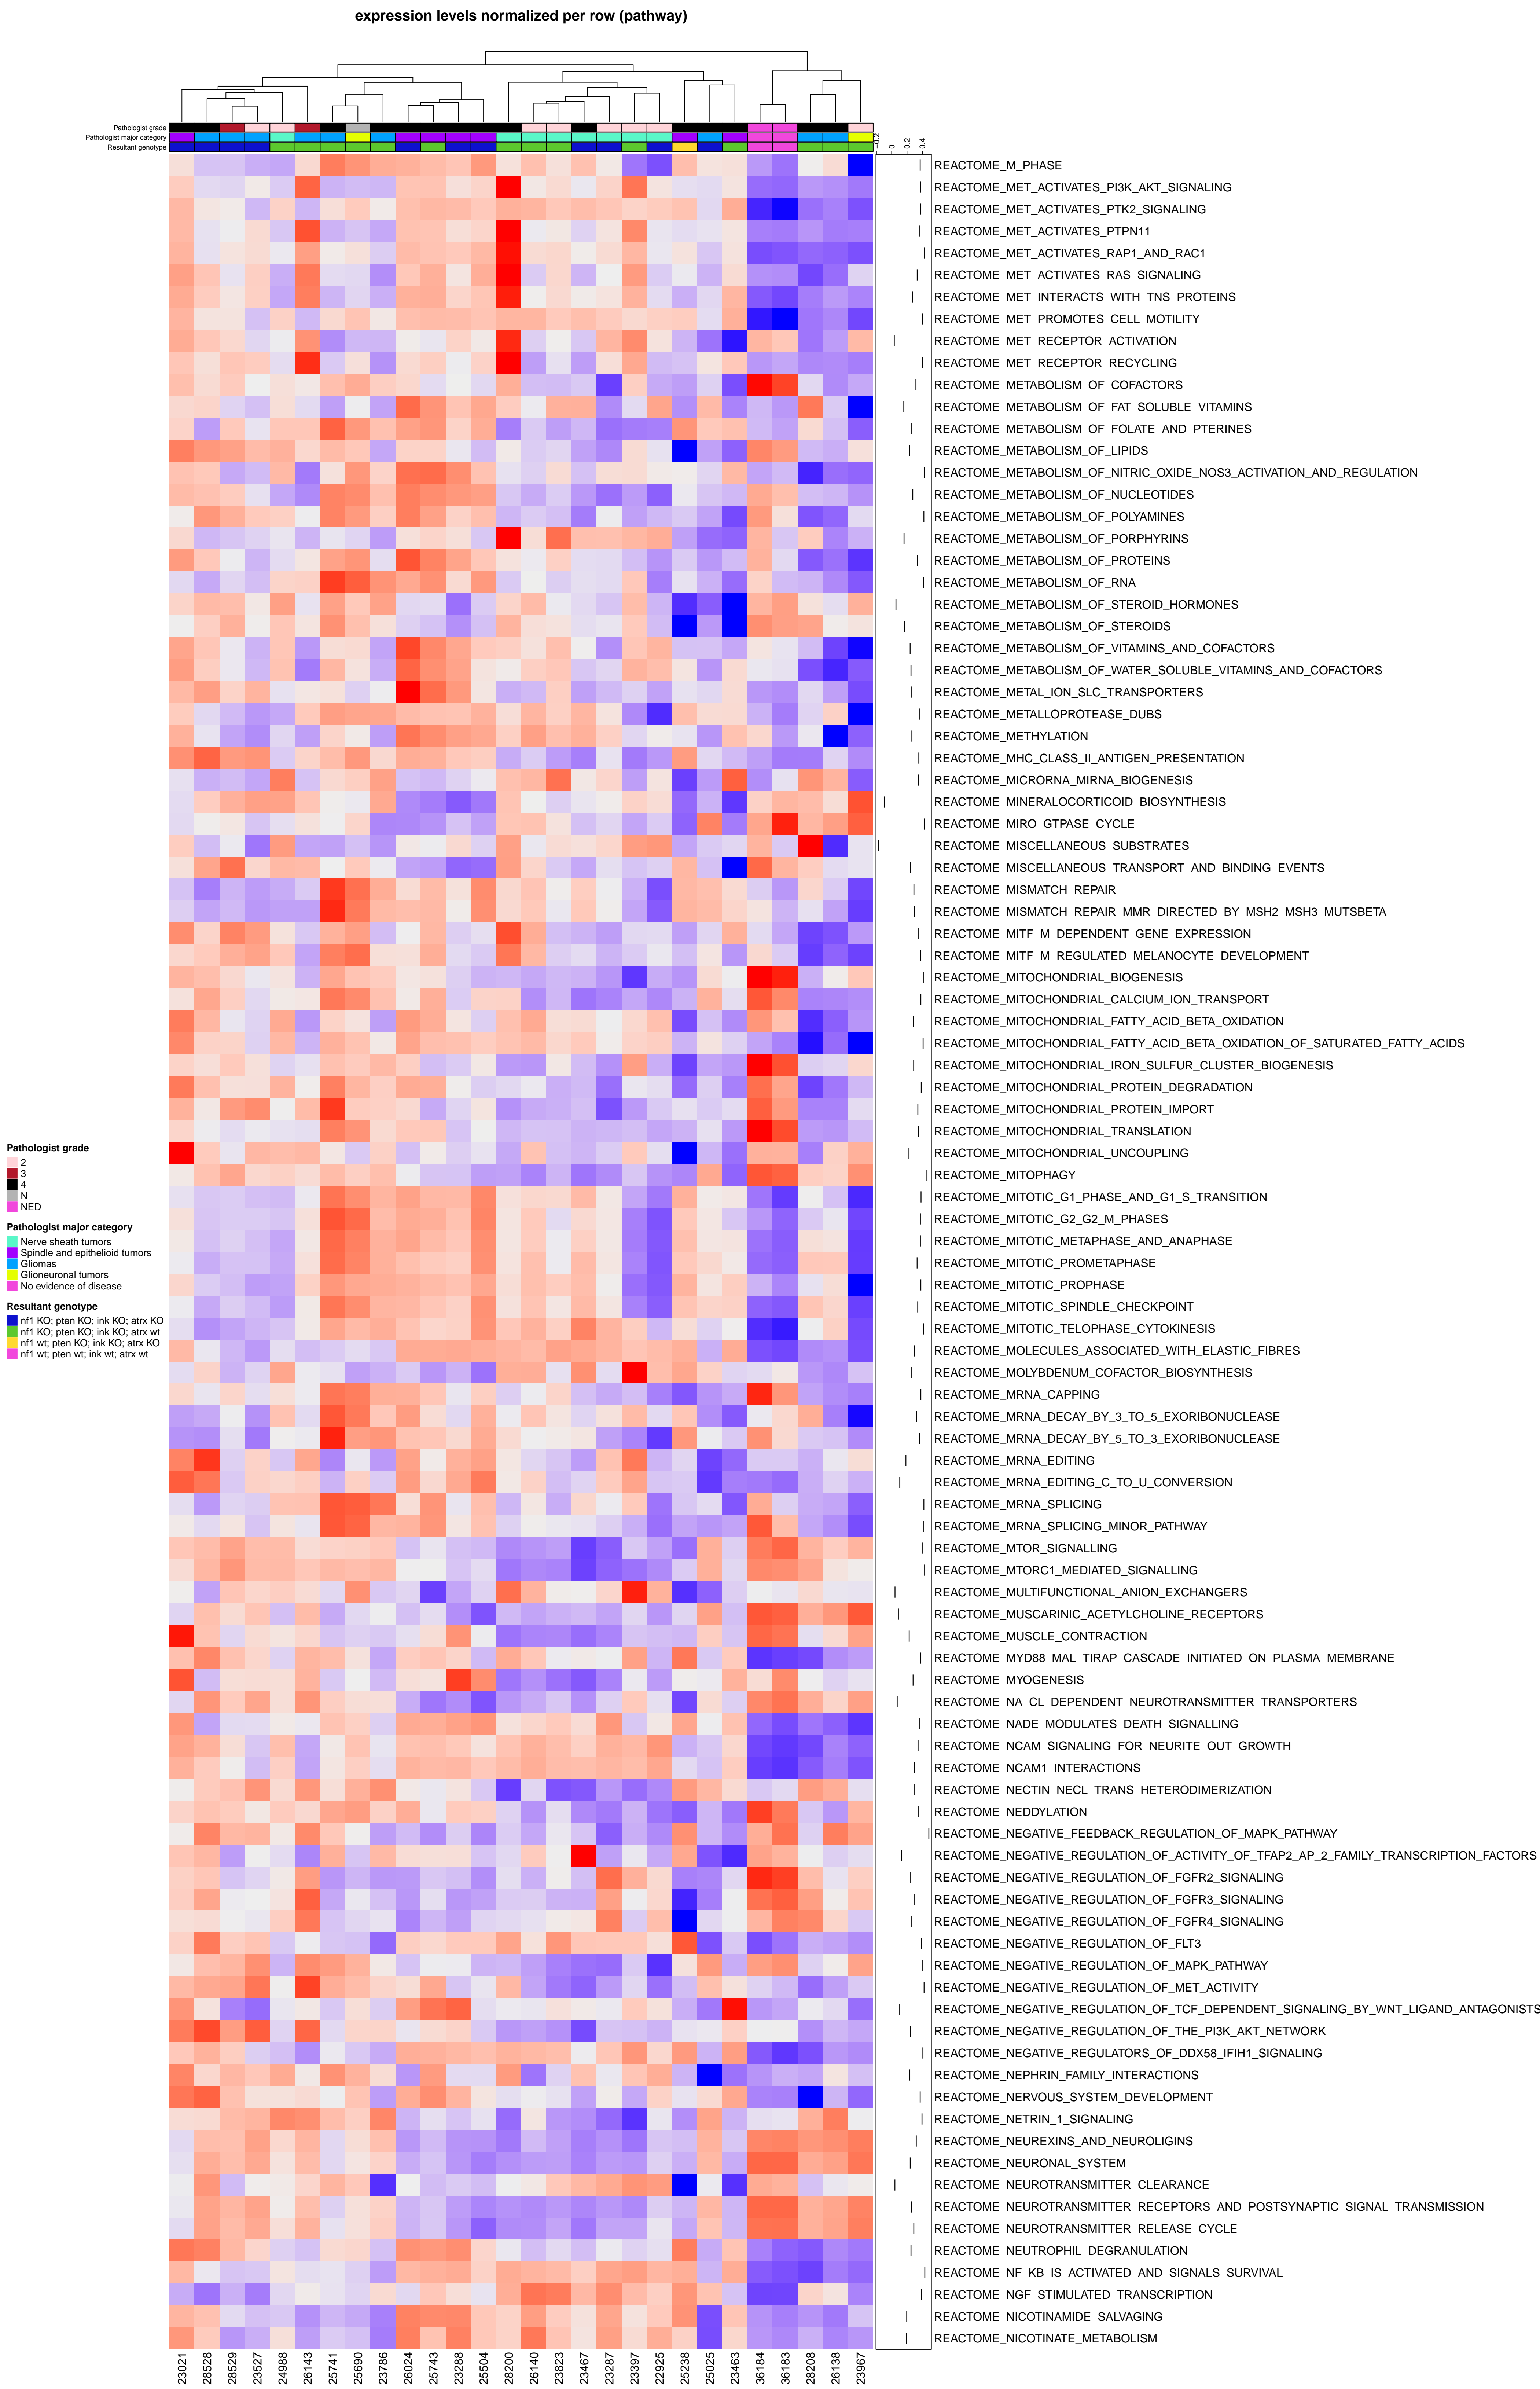 expression levels normalized per row (pathway)
Pathologist grade
Pathologist major category
Resultant genotype
−0.2
0
0.2
0.4
REACTOME_M_PHASE
REACTOME_MET_ACTIVATES_PI3K_AKT_SIGNALING
REACTOME_MET_ACTIVATES_PTK2_SIGNALING
REACTOME_MET_ACTIVATES_PTPN11
REACTOME_MET_ACTIVATES_RAP1_AND_RAC1
REACTOME_MET_ACTIVATES_RAS_SIGNALING
REACTOME_MET_INTERACTS_WITH_TNS_PROTEINS
REACTOME_MET_PROMOTES_CELL_MOTILITY
REACTOME_MET_RECEPTOR_ACTIVATION
REACTOME_MET_RECEPTOR_RECYCLING
REACTOME_METABOLISM_OF_COFACTORS
REACTOME_METABOLISM_OF_FAT_SOLUBLE_VITAMINS
REACTOME_METABOLISM_OF_FOLATE_AND_PTERINES
REACTOME_METABOLISM_OF_LIPIDS
REACTOME_METABOLISM_OF_NITRIC_OXIDE_NOS3_ACTIVATION_AND_REGULATION
REACTOME_METABOLISM_OF_NUCLEOTIDES
REACTOME_METABOLISM_OF_POLYAMINES
REACTOME_METABOLISM_OF_PORPHYRINS
REACTOME_METABOLISM_OF_PROTEINS
REACTOME_METABOLISM_OF_RNA
REACTOME_METABOLISM_OF_STEROID_HORMONES
REACTOME_METABOLISM_OF_STEROIDS
REACTOME_METABOLISM_OF_VITAMINS_AND_COFACTORS
REACTOME_METABOLISM_OF_WATER_SOLUBLE_VITAMINS_AND_COFACTORS
REACTOME_METAL_ION_SLC_TRANSPORTERS
REACTOME_METALLOPROTEASE_DUBS
REACTOME_METHYLATION
REACTOME_MHC_CLASS_II_ANTIGEN_PRESENTATION
REACTOME_MICRORNA_MIRNA_BIOGENESIS
REACTOME_MINERALOCORTICOID_BIOSYNTHESIS
REACTOME_MIRO_GTPASE_CYCLE
REACTOME_MISCELLANEOUS_SUBSTRATES
REACTOME_MISCELLANEOUS_TRANSPORT_AND_BINDING_EVENTS
REACTOME_MISMATCH_REPAIR
REACTOME_MISMATCH_REPAIR_MMR_DIRECTED_BY_MSH2_MSH3_MUTSBETA
REACTOME_MITF_M_DEPENDENT_GENE_EXPRESSION
REACTOME_MITF_M_REGULATED_MELANOCYTE_DEVELOPMENT
REACTOME_MITOCHONDRIAL_BIOGENESIS
REACTOME_MITOCHONDRIAL_CALCIUM_ION_TRANSPORT
REACTOME_MITOCHONDRIAL_FATTY_ACID_BETA_OXIDATION
REACTOME_MITOCHONDRIAL_FATTY_ACID_BETA_OXIDATION_OF_SATURATED_FATTY_ACIDS
REACTOME_MITOCHONDRIAL_IRON_SULFUR_CLUSTER_BIOGENESIS
REACTOME_MITOCHONDRIAL_PROTEIN_DEGRADATION
REACTOME_MITOCHONDRIAL_PROTEIN_IMPORT
REACTOME_MITOCHONDRIAL_TRANSLATION
REACTOME_MITOCHONDRIAL_UNCOUPLING
REACTOME_MITOPHAGY
REACTOME_MITOTIC_G1_PHASE_AND_G1_S_TRANSITION
REACTOME_MITOTIC_G2_G2_M_PHASES
REACTOME_MITOTIC_METAPHASE_AND_ANAPHASE
REACTOME_MITOTIC_PROMETAPHASE
REACTOME_MITOTIC_PROPHASE
REACTOME_MITOTIC_SPINDLE_CHECKPOINT
REACTOME_MITOTIC_TELOPHASE_CYTOKINESIS
REACTOME_MOLECULES_ASSOCIATED_WITH_ELASTIC_FIBRES
REACTOME_MOLYBDENUM_COFACTOR_BIOSYNTHESIS
REACTOME_MRNA_CAPPING
REACTOME_MRNA_DECAY_BY_3_TO_5_EXORIBONUCLEASE
REACTOME_MRNA_DECAY_BY_5_TO_3_EXORIBONUCLEASE
REACTOME_MRNA_EDITING
REACTOME_MRNA_EDITING_C_TO_U_CONVERSION
REACTOME_MRNA_SPLICING
REACTOME_MRNA_SPLICING_MINOR_PATHWAY
REACTOME_MTOR_SIGNALLING
REACTOME_MTORC1_MEDIATED_SIGNALLING
REACTOME_MULTIFUNCTIONAL_ANION_EXCHANGERS
REACTOME_MUSCARINIC_ACETYLCHOLINE_RECEPTORS
REACTOME_MUSCLE_CONTRACTION
REACTOME_MYD88_MAL_TIRAP_CASCADE_INITIATED_ON_PLASMA_MEMBRANE
REACTOME_MYOGENESIS
REACTOME_NA_CL_DEPENDENT_NEUROTRANSMITTER_TRANSPORTERS
REACTOME_NADE_MODULATES_DEATH_SIGNALLING
REACTOME_NCAM_SIGNALING_FOR_NEURITE_OUT_GROWTH
REACTOME_NCAM1_INTERACTIONS
REACTOME_NECTIN_NECL_TRANS_HETERODIMERIZATION
REACTOME_NEDDYLATION
REACTOME_NEGATIVE_FEEDBACK_REGULATION_OF_MAPK_PATHWAY
REACTOME_NEGATIVE_REGULATION_OF_ACTIVITY_OF_TFAP2_AP_2_FAMILY_TRANSCRIPTION_FACTORS
REACTOME_NEGATIVE_REGULATION_OF_FGFR2_SIGNALING
REACTOME_NEGATIVE_REGULATION_OF_FGFR3_SIGNALING
REACTOME_NEGATIVE_REGULATION_OF_FGFR4_SIGNALING
REACTOME_NEGATIVE_REGULATION_OF_FLT3
REACTOME_NEGATIVE_REGULATION_OF_MAPK_PATHWAY
REACTOME_NEGATIVE_REGULATION_OF_MET_ACTIVITY
REACTOME_NEGATIVE_REGULATION_OF_TCF_DEPENDENT_SIGNALING_BY_WNT_LIGAND_ANTAGONISTS
REACTOME_NEGATIVE_REGULATION_OF_THE_PI3K_AKT_NETWORK
REACTOME_NEGATIVE_REGULATORS_OF_DDX58_IFIH1_SIGNALING
REACTOME_NEPHRIN_FAMILY_INTERACTIONS
REACTOME_NERVOUS_SYSTEM_DEVELOPMENT
REACTOME_NETRIN_1_SIGNALING
REACTOME_NEUREXINS_AND_NEUROLIGINS
REACTOME_NEURONAL_SYSTEM
REACTOME_NEUROTRANSMITTER_CLEARANCE
REACTOME_NEUROTRANSMITTER_RECEPTORS_AND_POSTSYNAPTIC_SIGNAL_TRANSMISSION
REACTOME_NEUROTRANSMITTER_RELEASE_CYCLE
REACTOME_NEUTROPHIL_DEGRANULATION
REACTOME_NF_KB_IS_ACTIVATED_AND_SIGNALS_SURVIVAL
REACTOME_NGF_STIMULATED_TRANSCRIPTION
REACTOME_NICOTINAMIDE_SALVAGING
REACTOME_NICOTINATE_METABOLISM
Pathologist grade
2
3
4
N
NED
Pathologist major category
Nerve sheath tumors
Spindle and epithelioid tumors
Gliomas
Glioneuronal tumors
No evidence of disease
Resultant genotype
nf1 KO; pten KO; ink KO; atrx KO
nf1 KO; pten KO; ink KO; atrx wt
nf1 wt; pten KO; ink KO; atrx KO
nf1 wt; pten wt; ink wt; atrx wt
23021
28528
28529
23527
24988
26143
25741
25690
23786
26024
25743
23288
25504
28200
26140
23823
23467
23287
23397
22925
25238
25025
23463
36184
36183
28208
26138
23967